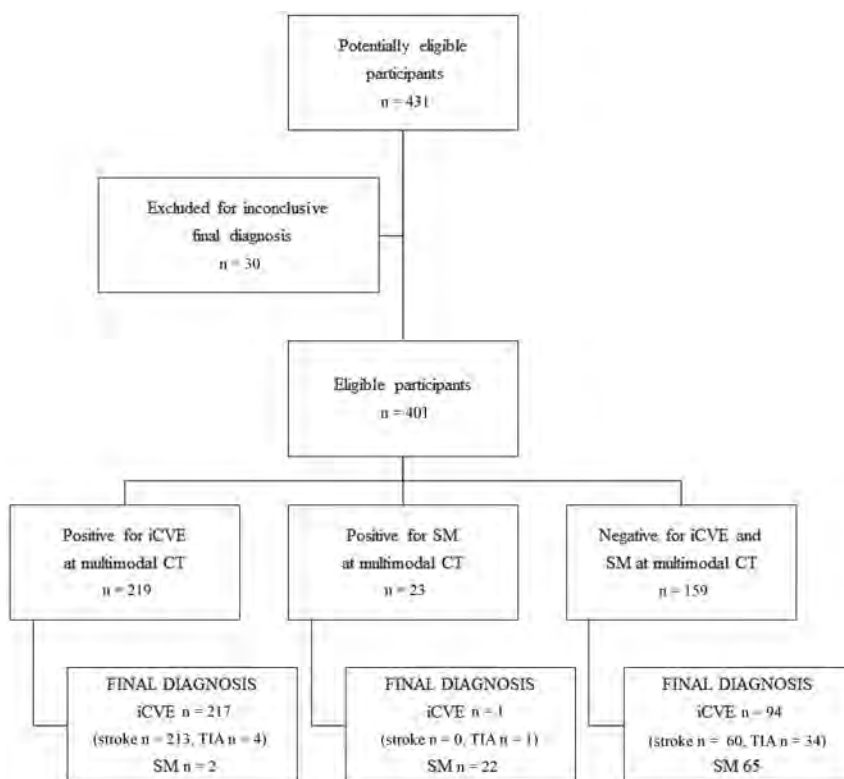 Potentially eligible
participants
n = 431
Excluded for inconclusive
final diagnosis
n = 30
Eligible participants
n = 401
Positive for iCVE
at multimodal CT
n = 219
Positive for SM
at multimodal CT
n = 23
Negative for iCVE and
SM at multimodal CT
n = 159
FINAL DIAGNOSIS
iCVE n = 217
(stroke n = 213, TIA n = 4)
SM n = 2
FINAL DIAGNOSIS
iCVE n = 1
(stroke n = 0, TIA n = 1)
SM n = 22
FINAL DIAGNOSIS
iCVE n = 94
(stroke n = 60, TIA n = 34)
SM 65